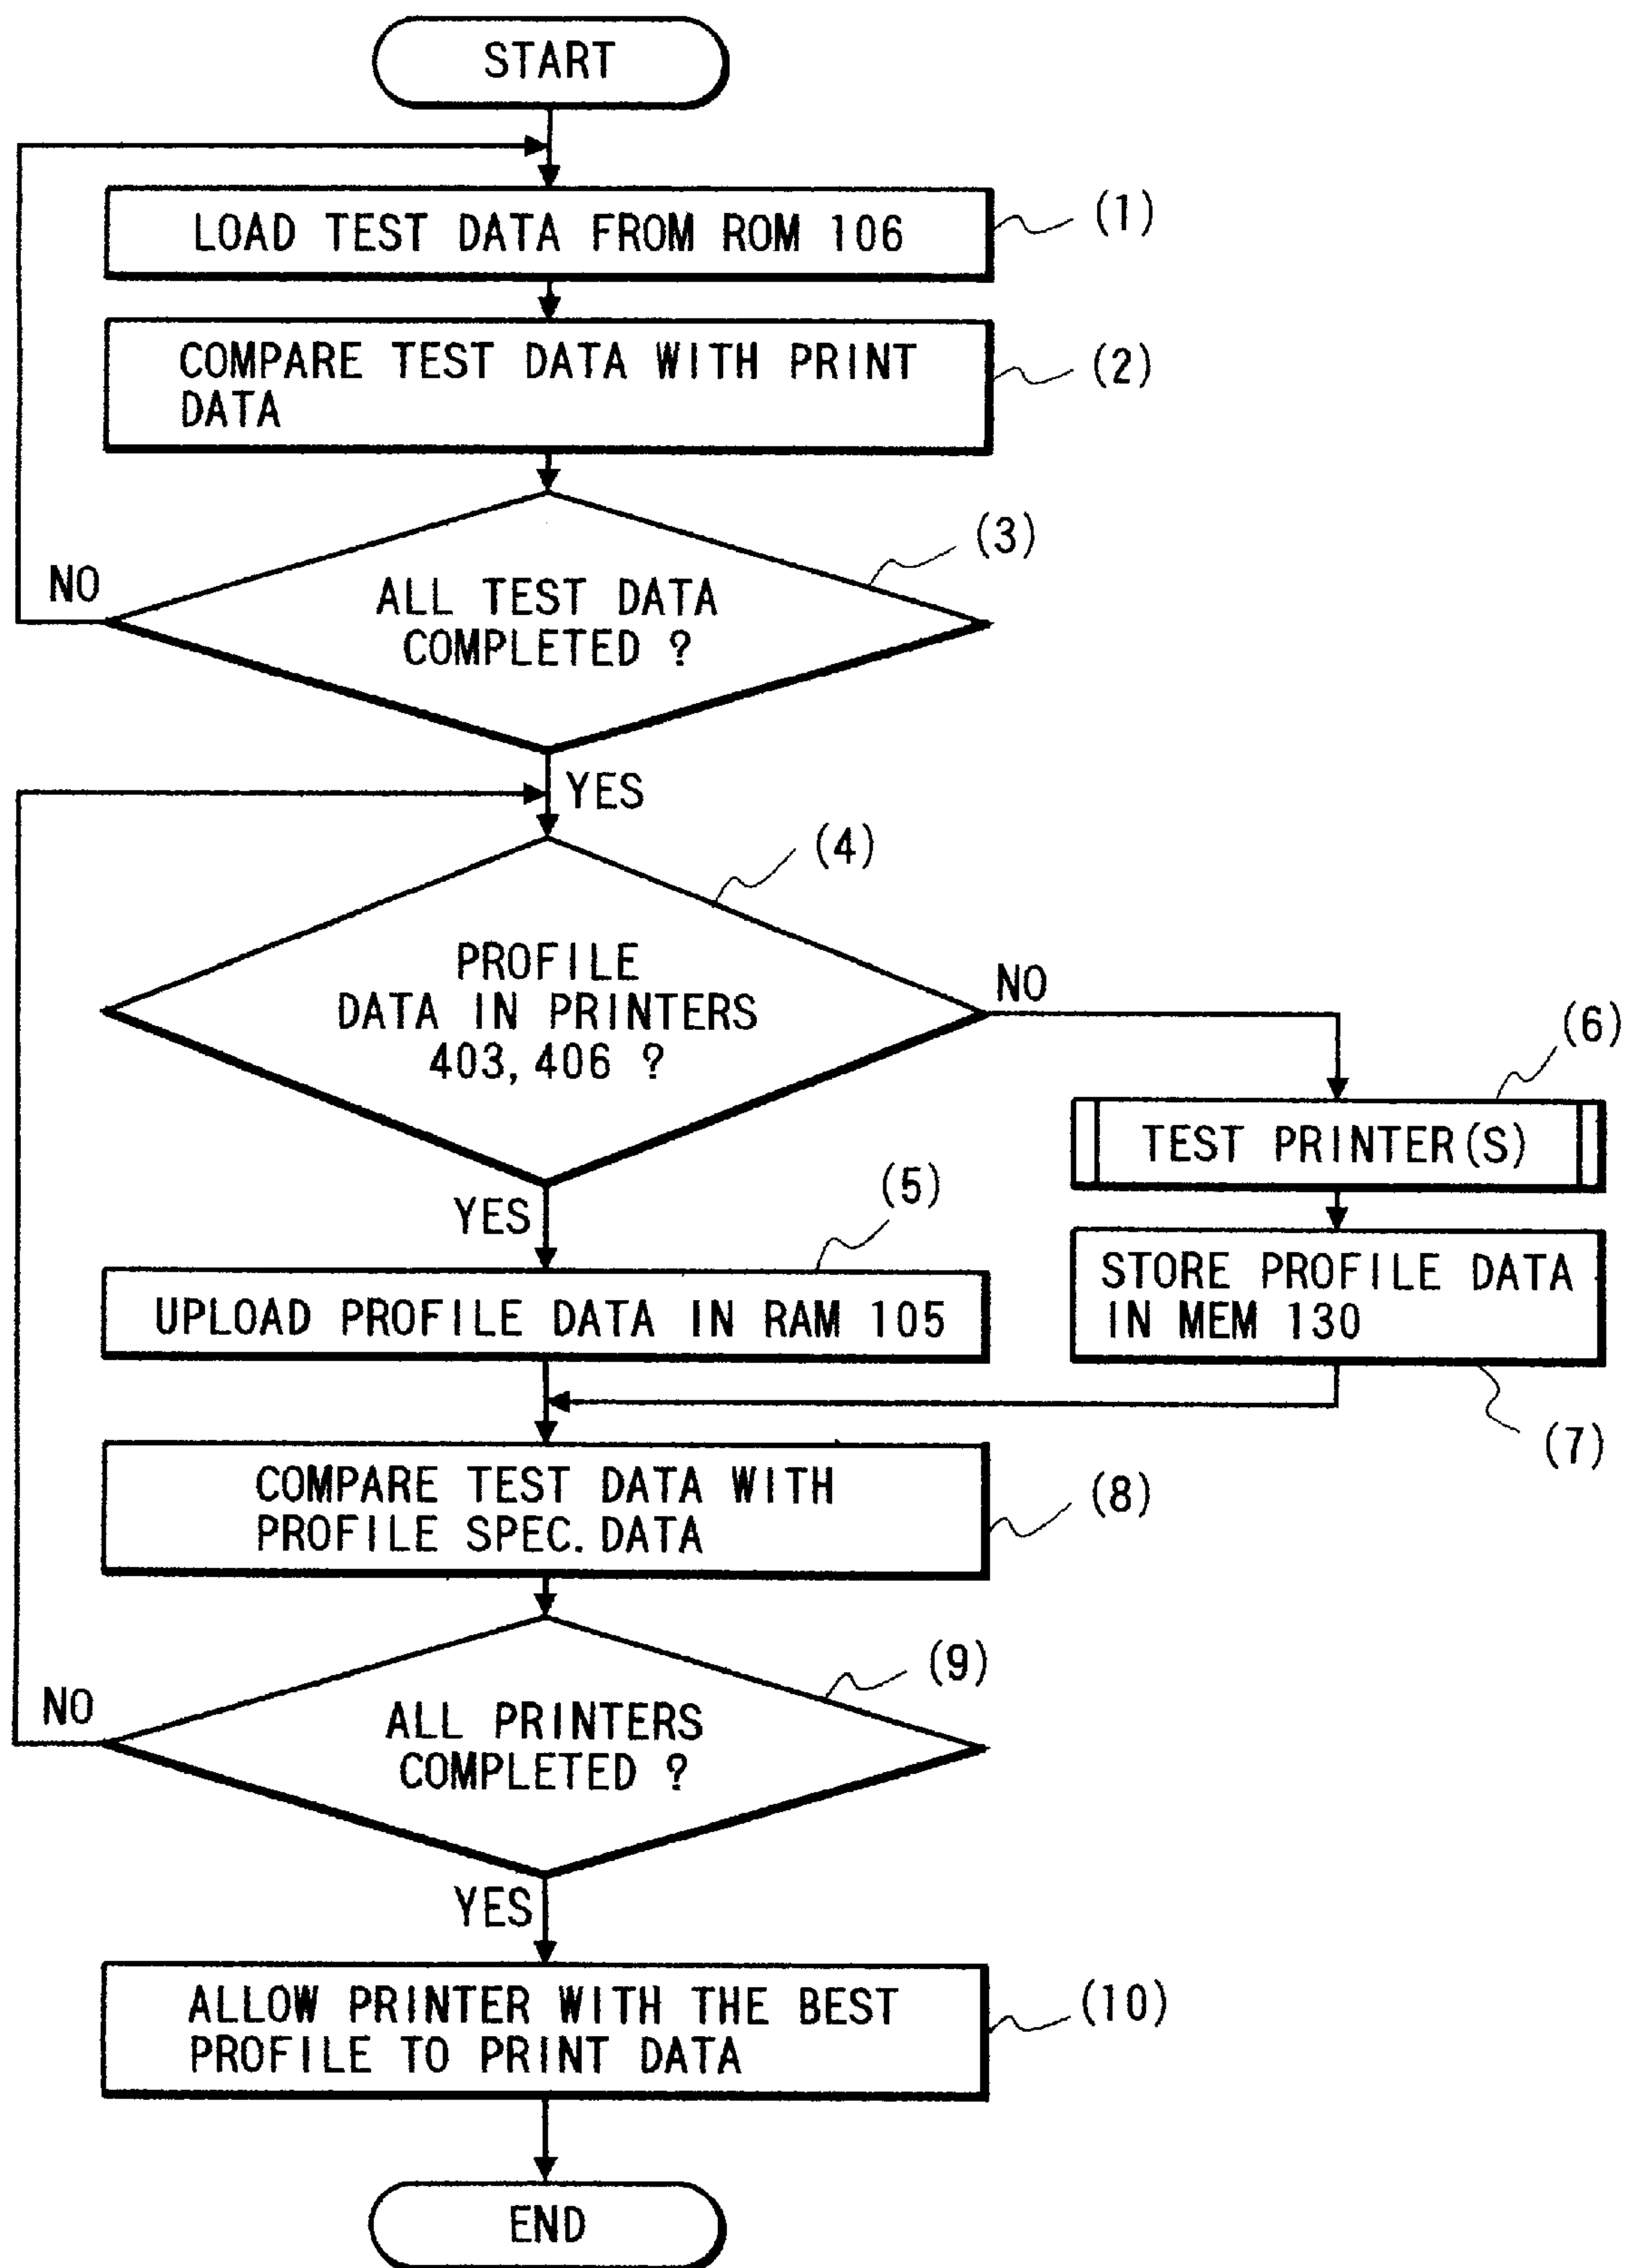 START
LOAD TEST DATA FROM ROM 106
(1)
COMPARE TEST DATA WITH PRINT
DATA
(2)
(3)
NO
ALL TEST DATA
COMPLETED ?
YES
(4)
PROFILE
DATA IN PRINTERS
403, 406 ?
NO
(6)
TEST PRINTER(S)
YES
(5)
UPLOAD PROFILE DATA IN RAM 105
STORE PROFILE DATA
IN MEM 130
(7)
COMPARE TEST DATA WITH
PROFILE SPEC. DATA
(8)
(9)
NO
ALL PRINTERS
COMPLETED ?
YES
ALLOW PRINTER WITH THE BEST
PROFILE TO PRINT DATA
(10)
END